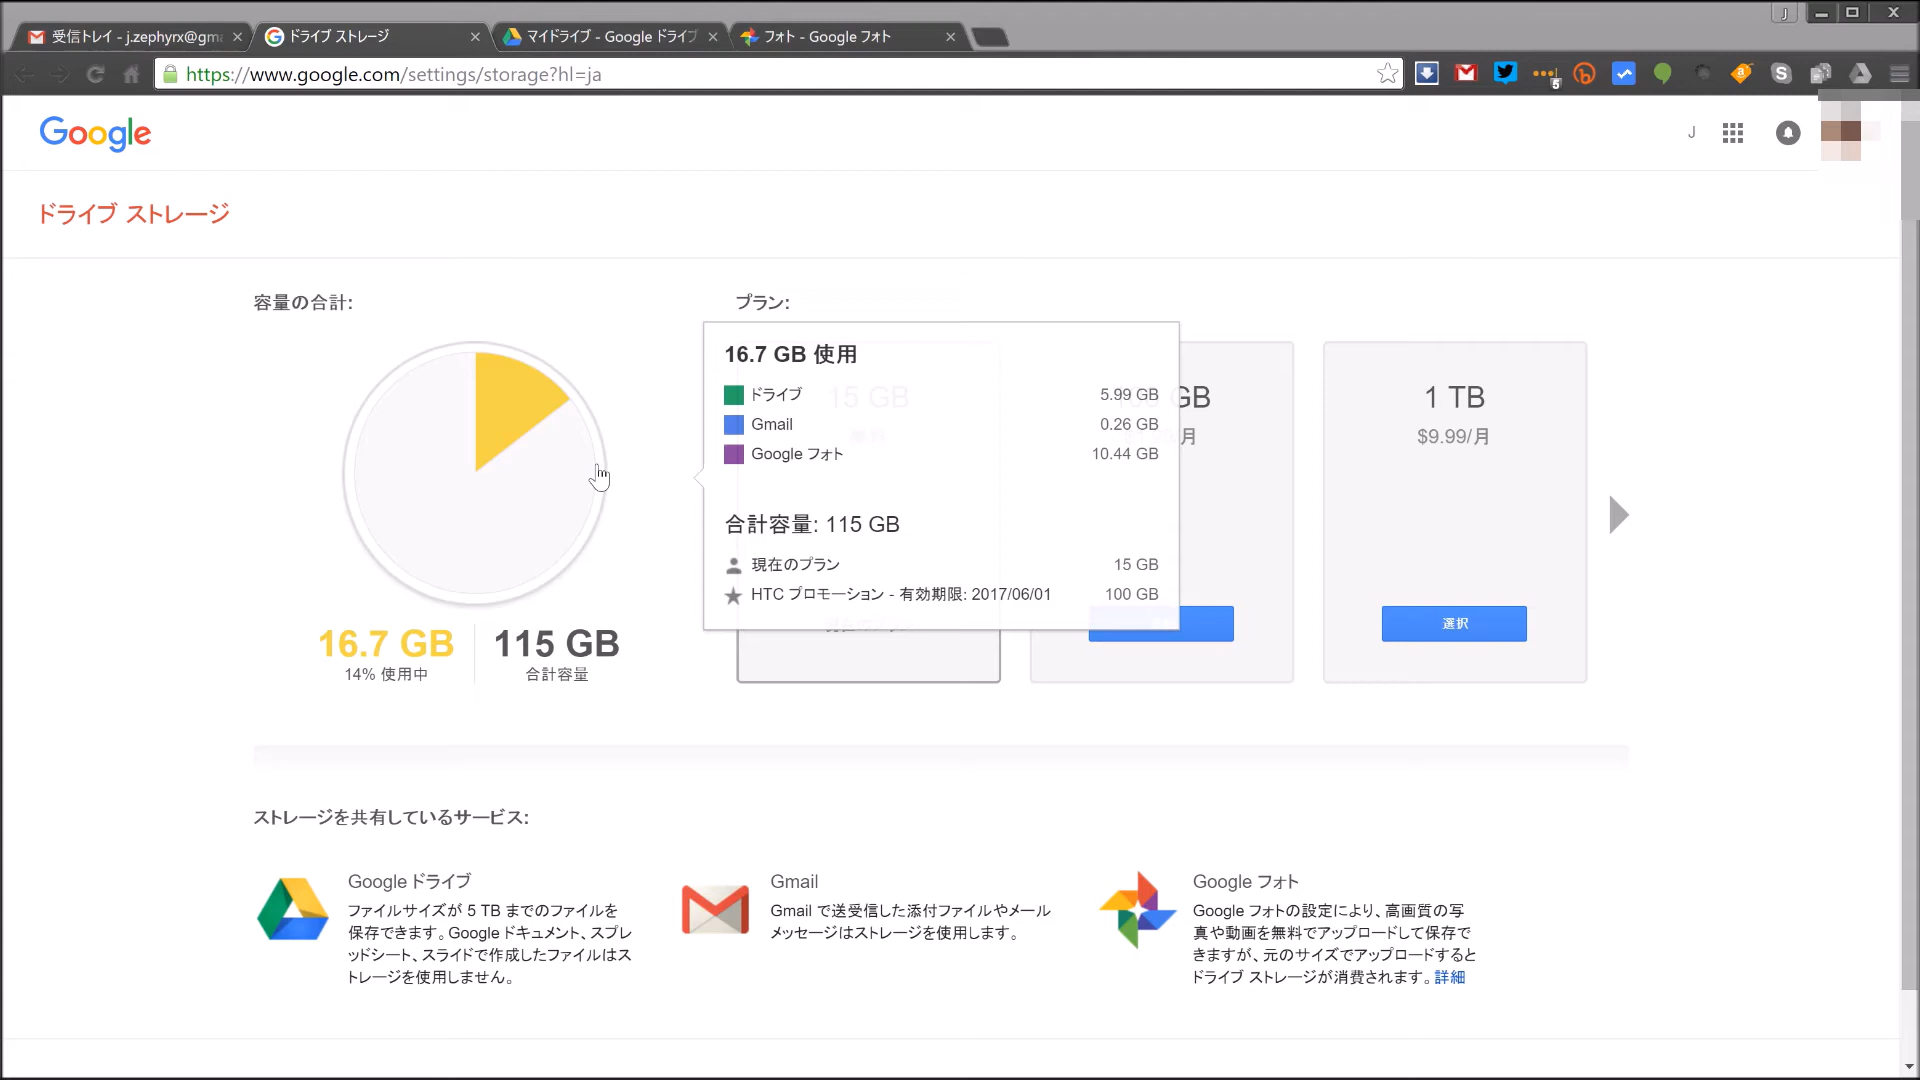 受信トレイ - j.zephyrx@gm
ドライブ ストレージ
マイドライブ - Google ドライブ
フォト - Google フォト
J
https://www.google.com/settings/storage?hl=ja
5
Google
J
ドライブ ストレージ
容量の合計:
プラン:
16.7 GB 使用
ドライブ 5.99 GB
Gmail 0.26 GB
Google フォト 10.44 GB
合計容量: 115 GB
現在のプラン 15 GB
HTC プロモーション - 有効期限: 2017/06/01 100 GB
15 GB
GB
月
1 TB
$9.99/月
選択
16.7 GB
14% 使用中
115 GB
合計容量
ストレージを共有しているサービス:
Google ドライブ
ファイルサイズが 5 TB までのファイルを
保存できます。Google ドキュメント、スプレ
ッドシート、スライドで作成したファイルはス
トレージを使用しません。
Gmail
Gmail で送受信した添付ファイルやメール
メッセージはストレージを使用します。
Google フォト
Google フォトの設定により、高画質の写
真や動画を無料でアップロードして保存で
きますが、元のサイズでアップロードすると
ドライブ ストレージが消費されます。詳細